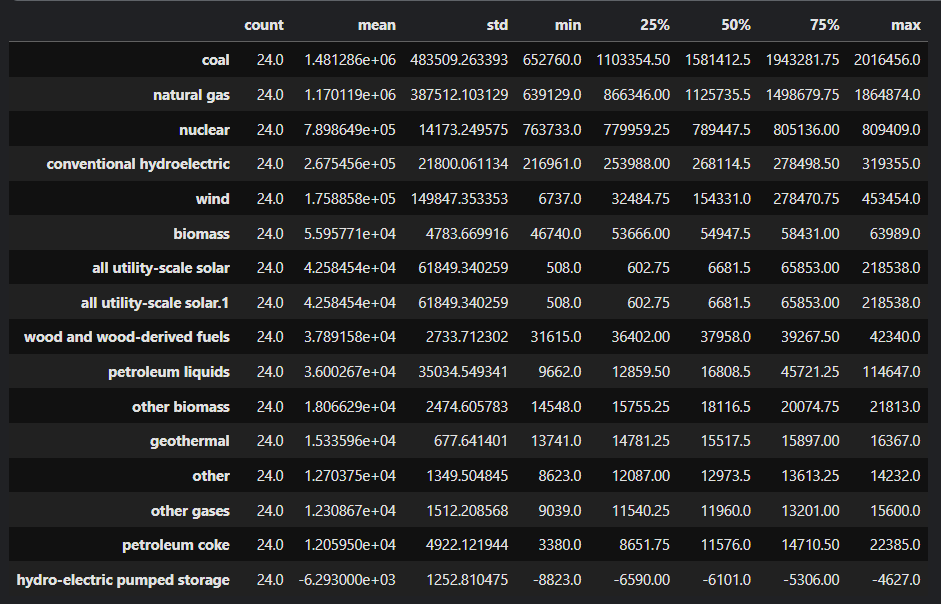 count mean std min 25% 50% 75% max
coal 24.0 1.481286e+06 483509.263393 652760.0 1103354.50 1581412.5 1943281.75 2016456.0
natural gas 24.0 1.170119e+06 387512.103129 639129.0 866346.00 1125735.5 1498679.75 1864874.0
nuclear 24.0 7.898649e+05 14173.249575 763733.0 779959.25 789447.5 805136.00 809409.0
conventional hydroelectric 24.0 2.675456e+05 21800.061134 216961.0 253988.00 268114.5 278498.50 319355.0
wind 24.0 1.758858e+05 149847.353353 6737.0 32484.75 154331.0 278470.75 453454.0
biomass 24.0 5.595771e+04 4783.669916 46740.0 53666.00 54947.5 58431.00 63989.0
all utility-scale solar 24.0 4.258454e+04 61849.340259 508.0 602.75 6681.5 65853.00 218538.0
all utility-scale solar.1 24.0 4.258454e+04 61849.340259 508.0 602.75 6681.5 65853.00 218538.0
wood and wood-derived fuels 24.0 3.789158e+04 2733.712302 31615.0 36402.00 37958.0 39267.50 42340.0
petroleum liquids 24.0 3.600267e+04 35034.549341 9662.0 12859.50 16808.5 45721.25 114647.0
other biomass 24.0 1.806629e+04 2474.605783 14548.0 15755.25 18116.5 20074.75 21813.0
geothermal 24.0 1.533596e+04 677.641401 13741.0 14781.25 15517.5 15897.00 16367.0
other 24.0 1.270375e+04 1349.504845 8623.0 12087.00 12973.5 13613.25 14232.0
other gases 24.0 1.230867e+04 1512.208568 9039.0 11540.25 11960.0 13201.00 15600.0
petroleum coke 24.0 1.205950e+04 4922.121944 3380.0 8651.75 11576.0 14710.50 22385.0
hydro-electric pumped storage 24.0 -6.293000e+03 1252.810475 -8823.0 -6590.00 -6101.0 -5306.00 -4627.0